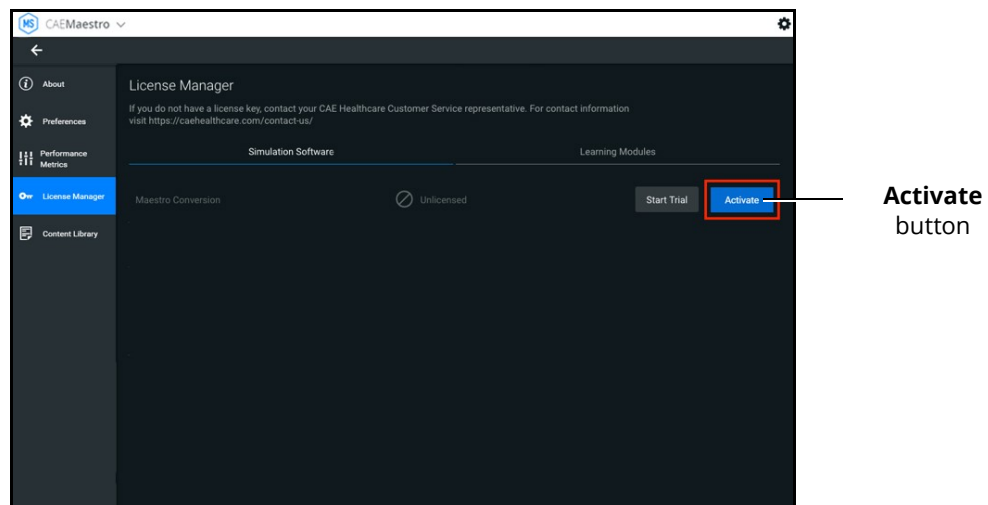 MS CAEMaestro
About
License Manager
If you do not have a license key, contact your CAE Healthcare Customer Service representative. For contact information
visit https://caehealthcare.com/contact-us/
Preferences
Performance
Metrics
Simulation Software Learning Modules
License Manager
Maestro Conversion Unlicensed Start Trial Activate
Activate
button
Content Library